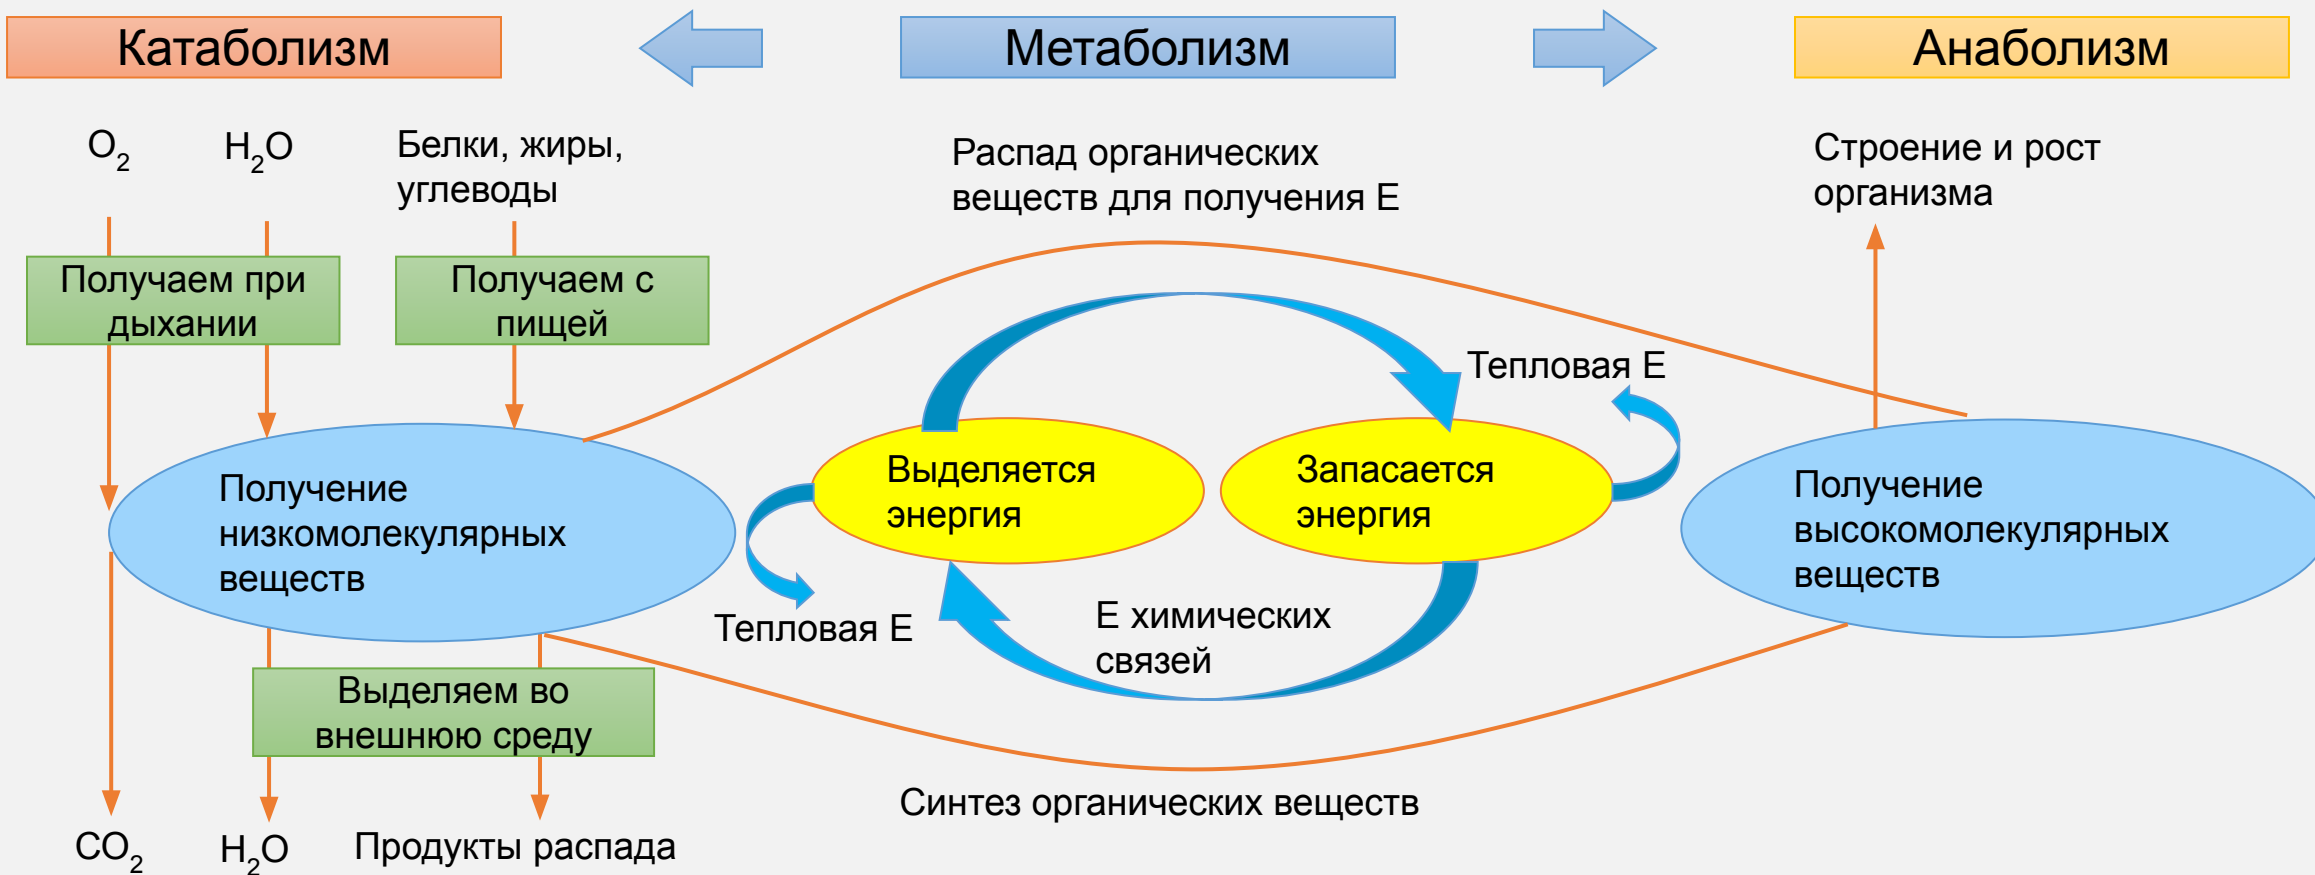 Катаболизм
Метаболизм
Анаболизм
O₂
H₂O
Белки, жиры,
углеводы
Распад органических
веществ для получения Е
Строение и рост
организма
Получаем при
дыхании
Получаем с
пищей
Тепловая Е
Получение
низкомолекулярных
веществ
Выделяется
энергия
Запасается
энергия
Получение
высокомолекулярных
веществ
Тепловая Е
Е химических
связей
Выделяем во
внешнюю среду
Синтез органических веществ
CO₂
H₂O
Продукты распада